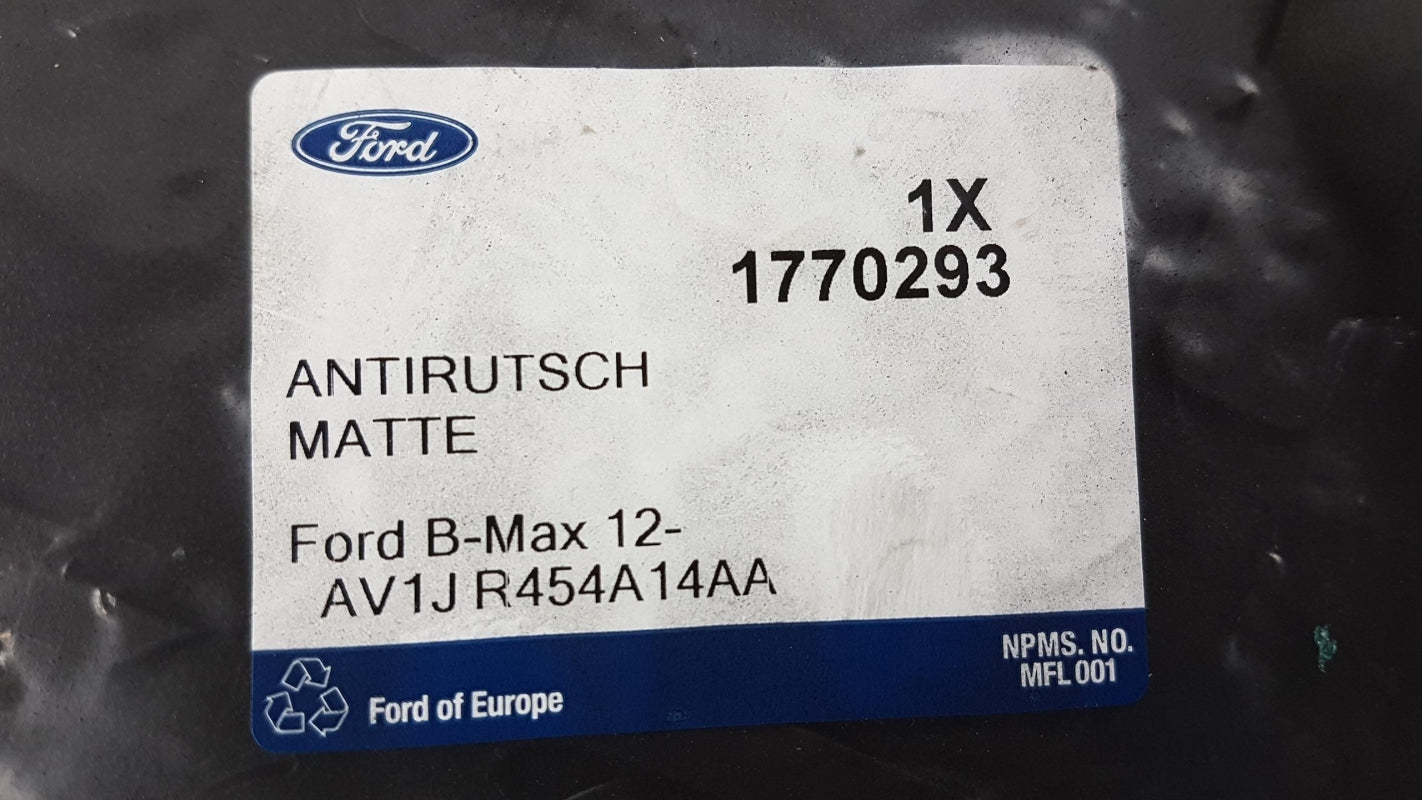 Ford
1X
1770293
ANTIRUTSCH
MATTE
Ford B-Max 12-
AV1J R454A14AA
NPMS. NO.
MFL 001
Ford of Europe